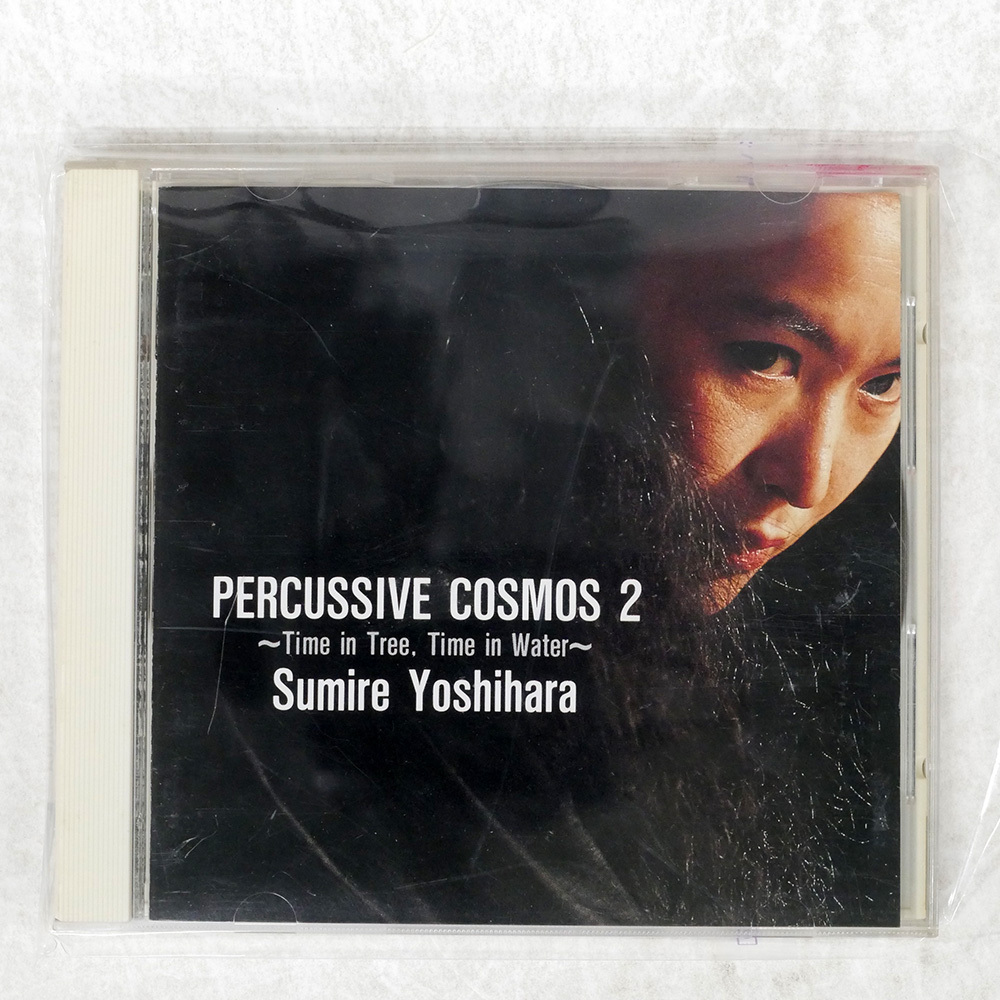 PERCUSSIVE COSMOS 2
~Time in Tree, Time in Water~
Sumire Yoshihara